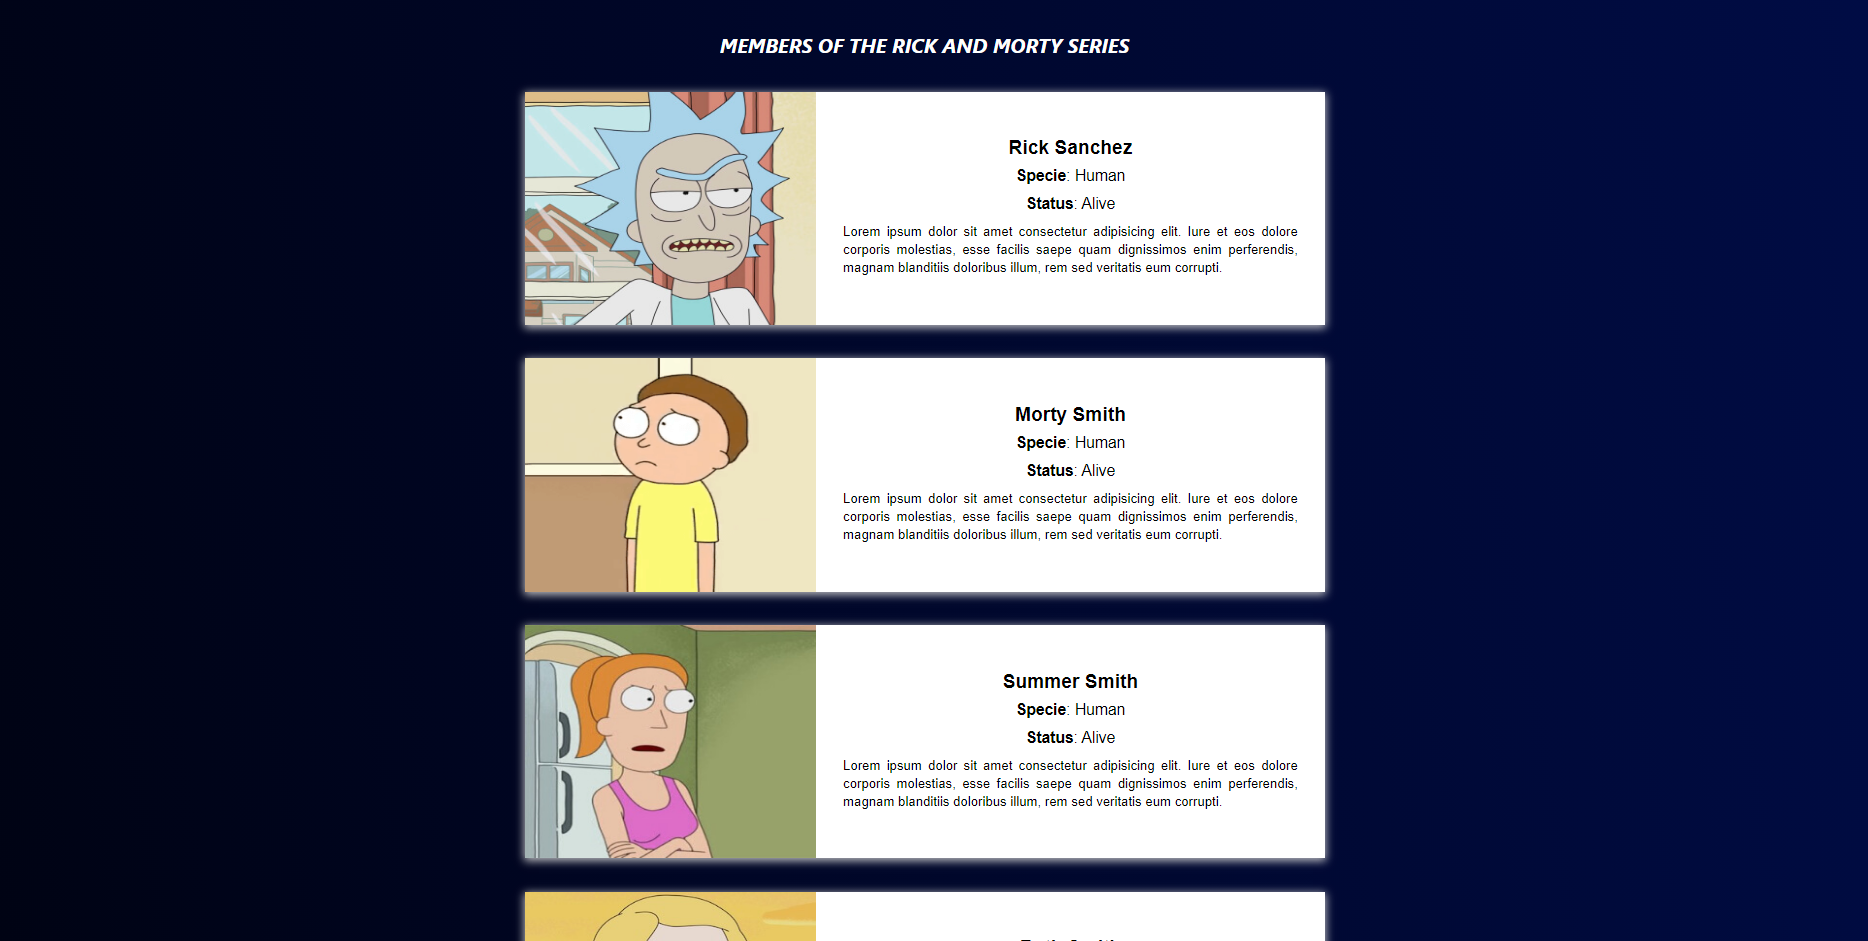 MEMBERS OF THE RICK AND MORTY SERIES
Rick Sanchez
Specie: Human
Status: Alive
Lorem ipsum dolor sit amet consectetur adipisicing elit. Iure et eos dolore
corporis molestias, esse facilis saepe quam dignissimos enim perferendis,
magnam blanditiis doloribus illum, rem sed veritatis eum corrupti.
Morty Smith
Specie: Human
Status: Alive
Lorem ipsum dolor sit amet consectetur adipisicing elit. Iure et eos dolore
corporis molestias, esse facilis saepe quam dignissimos enim perferendis,
magnam blanditiis doloribus illum, rem sed veritatis eum corrupti.
Summer Smith
Specie: Human
Status: Alive
Lorem ipsum dolor sit amet consectetur adipisicing elit. Iure et eos dolore
corporis molestias, esse facilis saepe quam dignissimos enim perferendis,
magnam blanditiis doloribus illum, rem sed veritatis eum corrupti.